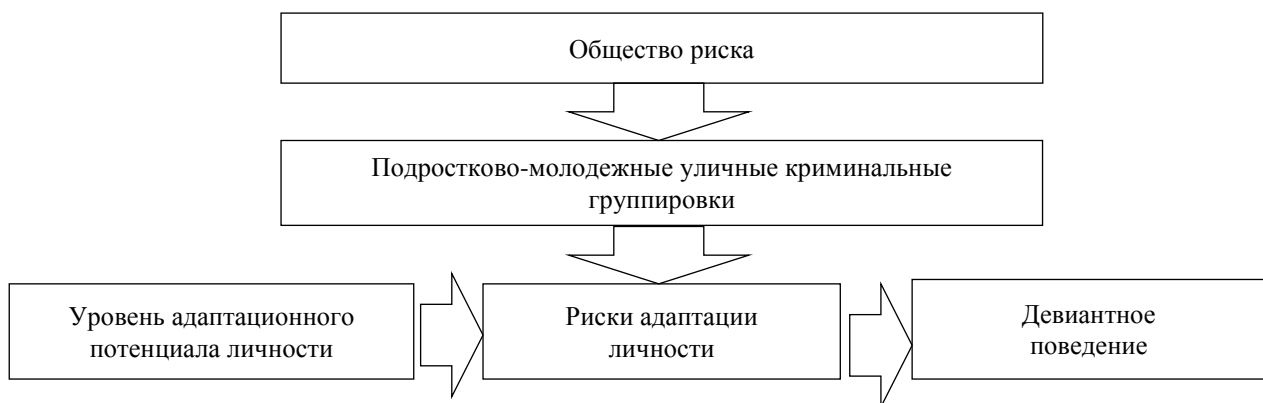 Общество риска
Подростково-молодежные уличные криминальные
группировки
Уровень адаптационного
потенциала личности
Риски адаптации
личности
Девиантное
поведение